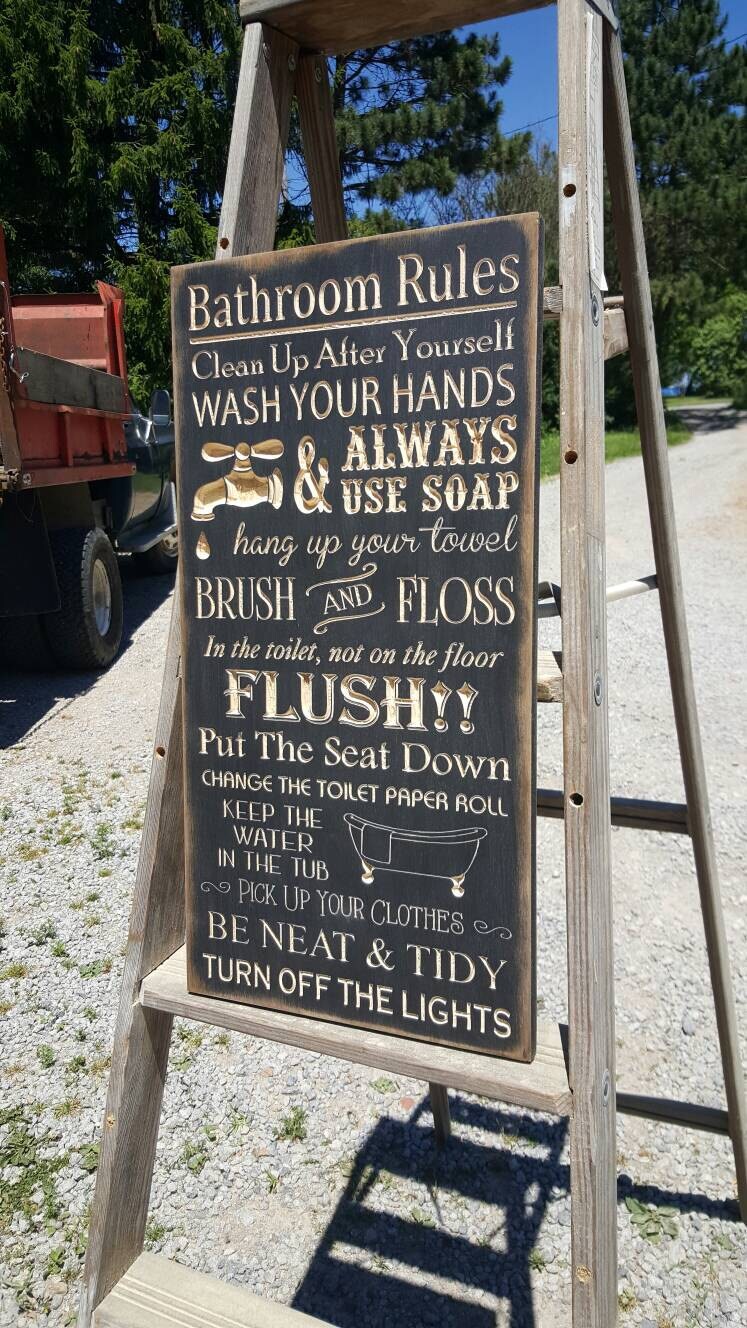 Bathroom Rules
Clean Up After Yourself
WASH YOUR HANDS
& ALWAYS
USE SOAP
hang up your towel
BRUSH AND FLOSS
In the toilet, not on the floor
FLUSH!!
Put The Seat Down
CHANGE THE TOILET PAPER ROLL
KEEP THE
WATER
IN THE TUB
PICK UP YOUR CLOTHES
BE NEAT & TIDY
TURN OFF THE LIGHTS